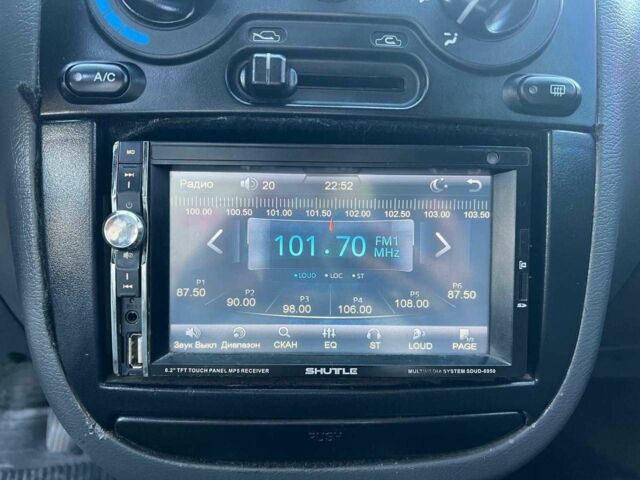 A/C
MO
Радио 20 22:52
100.00 100.50 101.00 101.50 102.00 102.50 103.00 103.50
101.70 FM1
MHz
LOUD LOC ST
P1 P2 P3 P4 P5 P6
87.50 90.00 98.00 106.00 108.00 87.50
Звук Выкл Диапазон СКАН EQ ST LOUD PAGE
6.2" TFT TOUCH PANEL MP5 RECEIVER SHUTTLE MULTIMEDIA SYSTEM SDUD-6950
PUSH